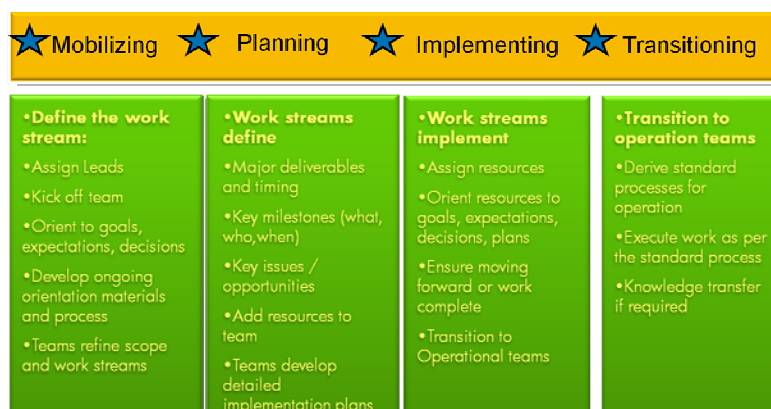 Mobilizing Planning Implementing Transitioning
•Define the work
stream:
•Assign Leads
•Kick off team
•Orient to goals,
expectations, decisions
•Develop ongoing
orientation materials
and process
•Teams refine scope
and work streams
•Work streams
define
•Major deliverables
and timing
•Key milestones (what,
who,when)
•Key issues /
opportunities
•Add resources to
team
•Teams develop
detailed
implementation plans
•Work streams
implement
•Assign resources
•Orient resources to
goals, expectations,
decisions, plans
•Ensure moving
forward or work
complete
•Transition to
Operational teams
•Transition to
operation teams
•Derive standard
processes for
operation
•Execute work as per
the standard process
•Knowledge transfer
if required